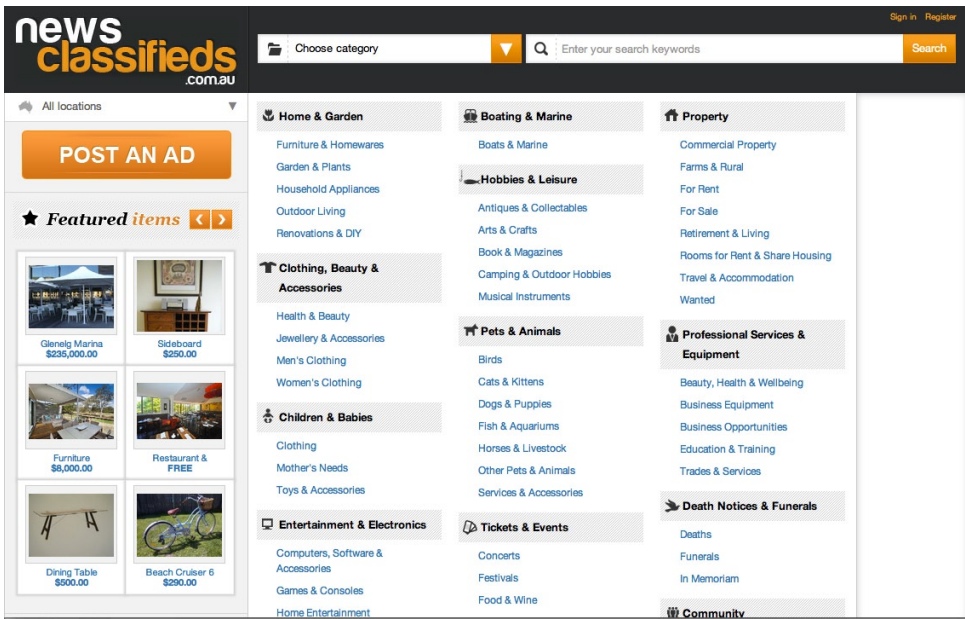 news
classifieds
.com.au
Sign in Register
Choose category
Enter your search keywords
Search
All locations
POST AN AD
Featured items
Glenelg Marina
$235,000.00
Sideboard
$250.00
Furniture
$8,000.00
Restaurant &
FREE
Dining Table
$500.00
Beach Cruiser 6
$290.00
Home & Garden
Furniture & Homewares
Garden & Plants
Household Appliances
Outdoor Living
Renovations & DIY
Clothing, Beauty &
Accessories
Health & Beauty
Jewellery & Accessories
Men's Clothing
Women's Clothing
Children & Babies
Clothing
Mother's Needs
Toys & Accessories
Entertainment & Electronics
Computers, Software &
Accessories
Games & Consoles
Home Entertainment
Boating & Marine
Boats & Marine
Hobbies & Leisure
Antiques & Collectables
Arts & Crafts
Book & Magazines
Camping & Outdoor Hobbies
Musical Instruments
Pets & Animals
Birds
Cats & Kittens
Dogs & Puppies
Fish & Aquariums
Horses & Livestock
Other Pets & Animals
Services & Accessories
Tickets & Events
Concerts
Festivals
Food & Wine
Property
Commercial Property
Farms & Rural
For Rent
For Sale
Retirement & Living
Rooms for Rent & Share Housing
Travel & Accommodation
Wanted
Professional Services &
Equipment
Beauty, Health & Wellbeing
Business Equipment
Business Opportunities
Education & Training
Trades & Services
Death Notices & Funerals
Deaths
Funerals
In Memoriam
Community